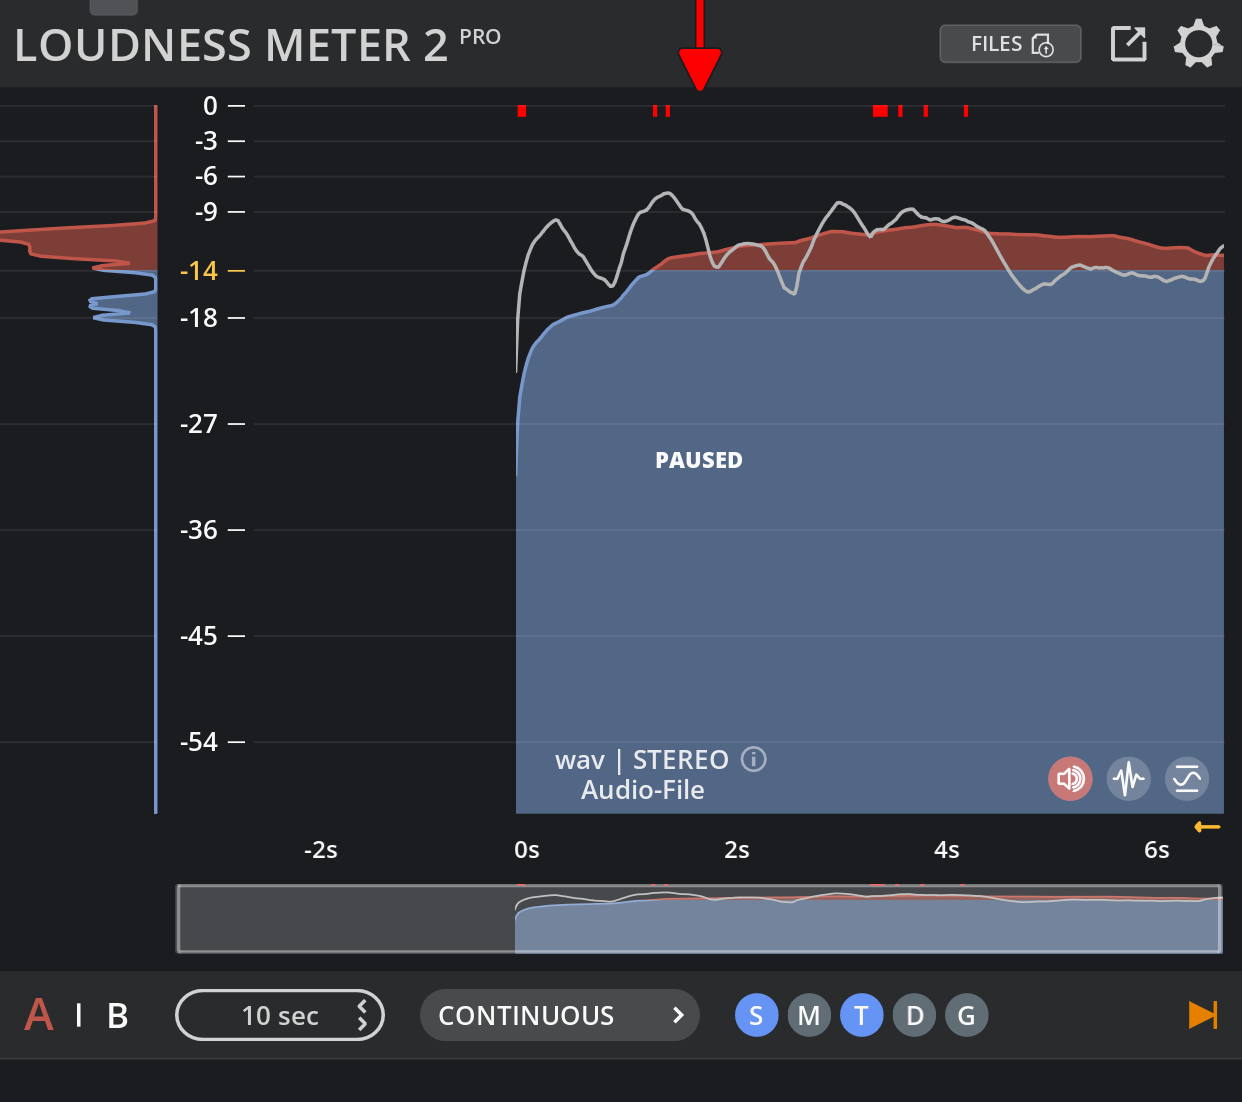 LOUDNESS METER 2 PRO
FILES
0
-3
-6
-9
-14
-18
-27
-36
-45
-54
PAUSED
wav | STEREO
Audio-File
-2s 0s 2s 4s 6s
A | B 10 sec CONTINUOUS S M T D G